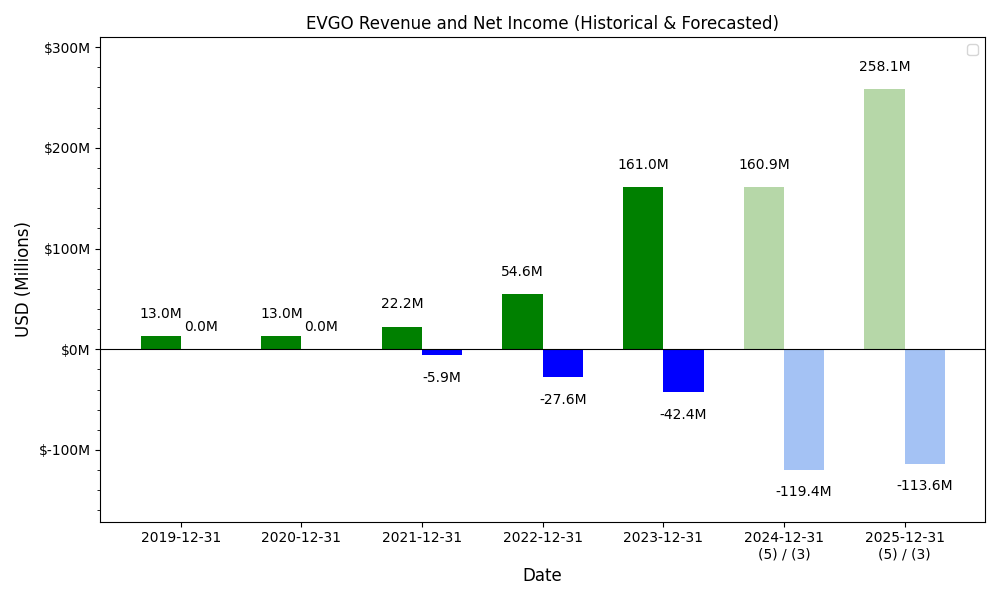 EVGO Revenue and Net Income (Historical & Forecasted)
$300M
$200M
$100M
$0M
$-100M
USD (Millions)
13.0M
0.0M
13.0M
0.0M
22.2M
-5.9M
54.6M
-27.6M
161.0M
-42.4M
160.9M
-119.4M
258.1M
-113.6M
2019-12-31
2020-12-31
2021-12-31
2022-12-31
2023-12-31
2024-12-31
(5) / (3)
2025-12-31
(5) / (3)
Date